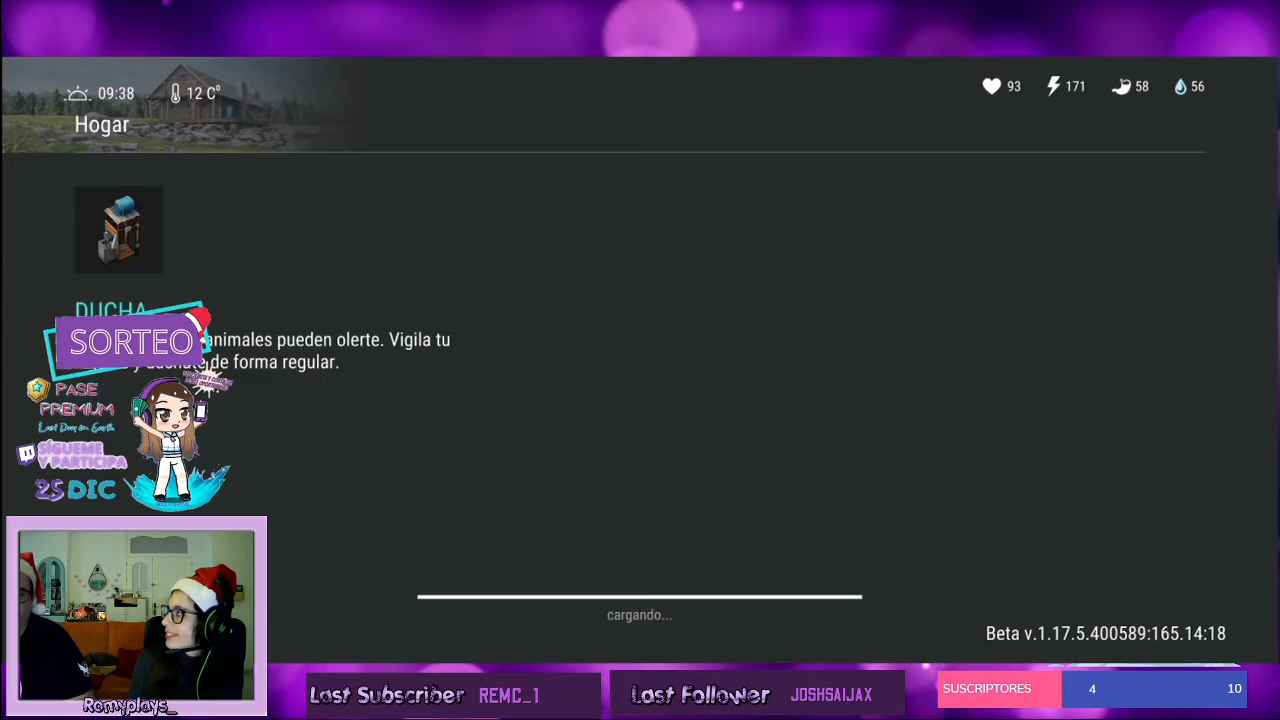 09:38 12 C°
93 171 58 56
Hogar
DUCHA
animales pueden olerte. Vigila tu
de forma regular.
SORTEO
PASE
PREMIUM
Last Day on Earth
SÍGUEME
Y PARTICIPA
25 DIC
cargando...
Beta v.1.17.5.400589:165.14:18
Romyplays_
Last Subscriber REMC_1
Last Follower JOSH5AIJAX
SUSCRIPTORES 4 10